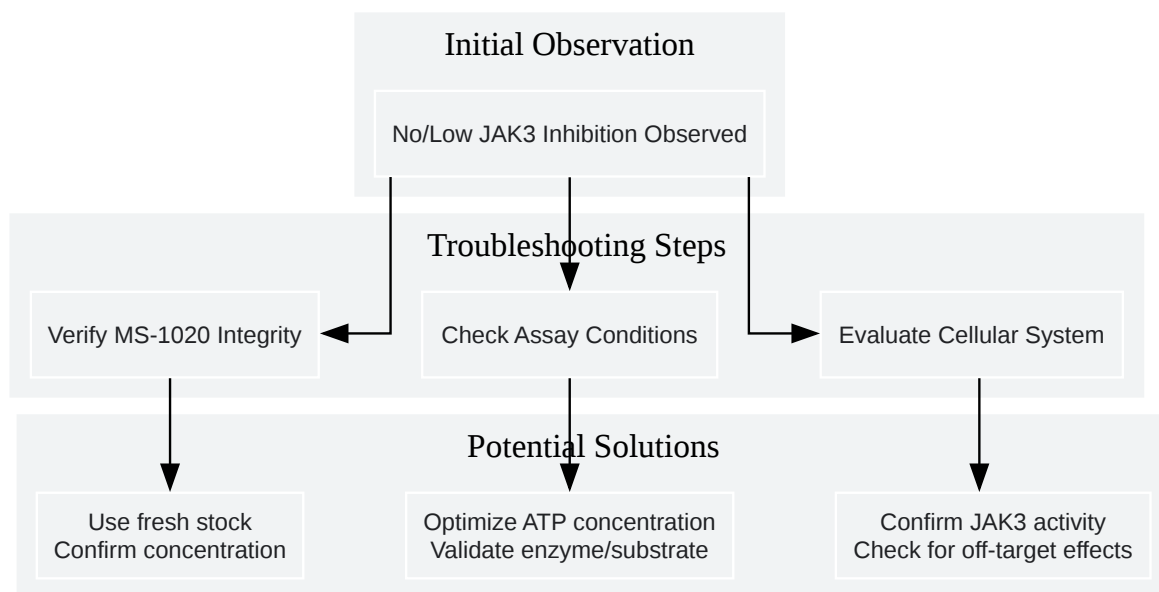 Initial Observation
No/Low JAK3 Inhibition Observed
Troubleshooting Steps
Verify MS-1020 Integrity
Check Assay Conditions
Evaluate Cellular System
Potential Solutions
Use fresh stock
Confirm concentration
Optimize ATP concentration
Validate enzyme/substrate
Confirm JAK3 activity
Check for off-target effects